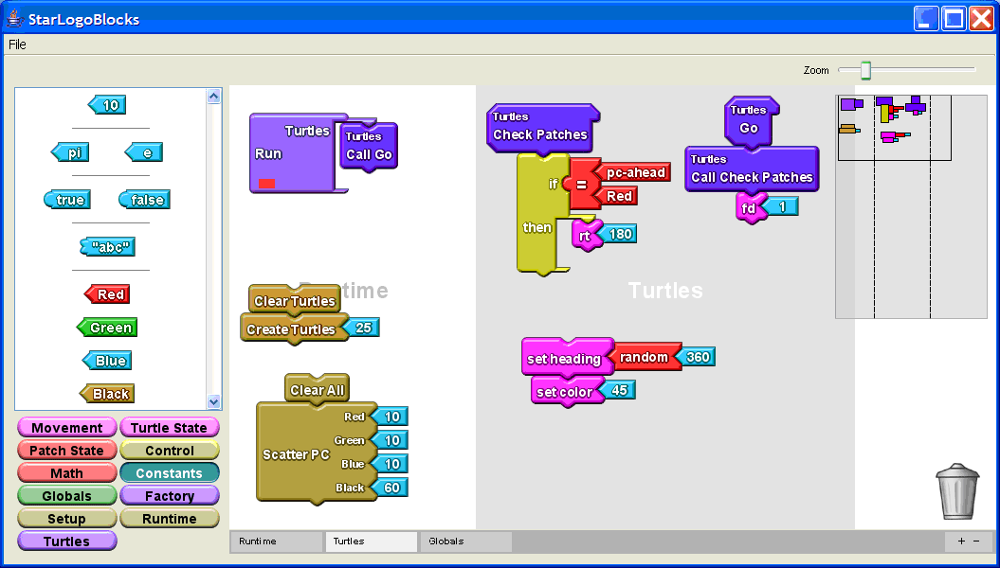 StarLogoBlocks
File
Zoom
10
pi e
true false
"abc"
Red
Green
Blue
Black
Movement Turtle State
Patch State Control
Math Constants
Globals Factory
Setup Runtime
Turtles
Turtles
Run
Turtles
Call Go
Clear Turtles
Create Turtles 25
Clear All
Scatter PC
Red 10
Green 10
Blue 10
Black 60
Turtles
Check Patches
if = pc-ahead
Red
then rt 180
Turtles
Go
Turtles
Call Check Patches
fd 1
Turtles
set heading random 360
set color 45
Runtime Turtles Globals + −